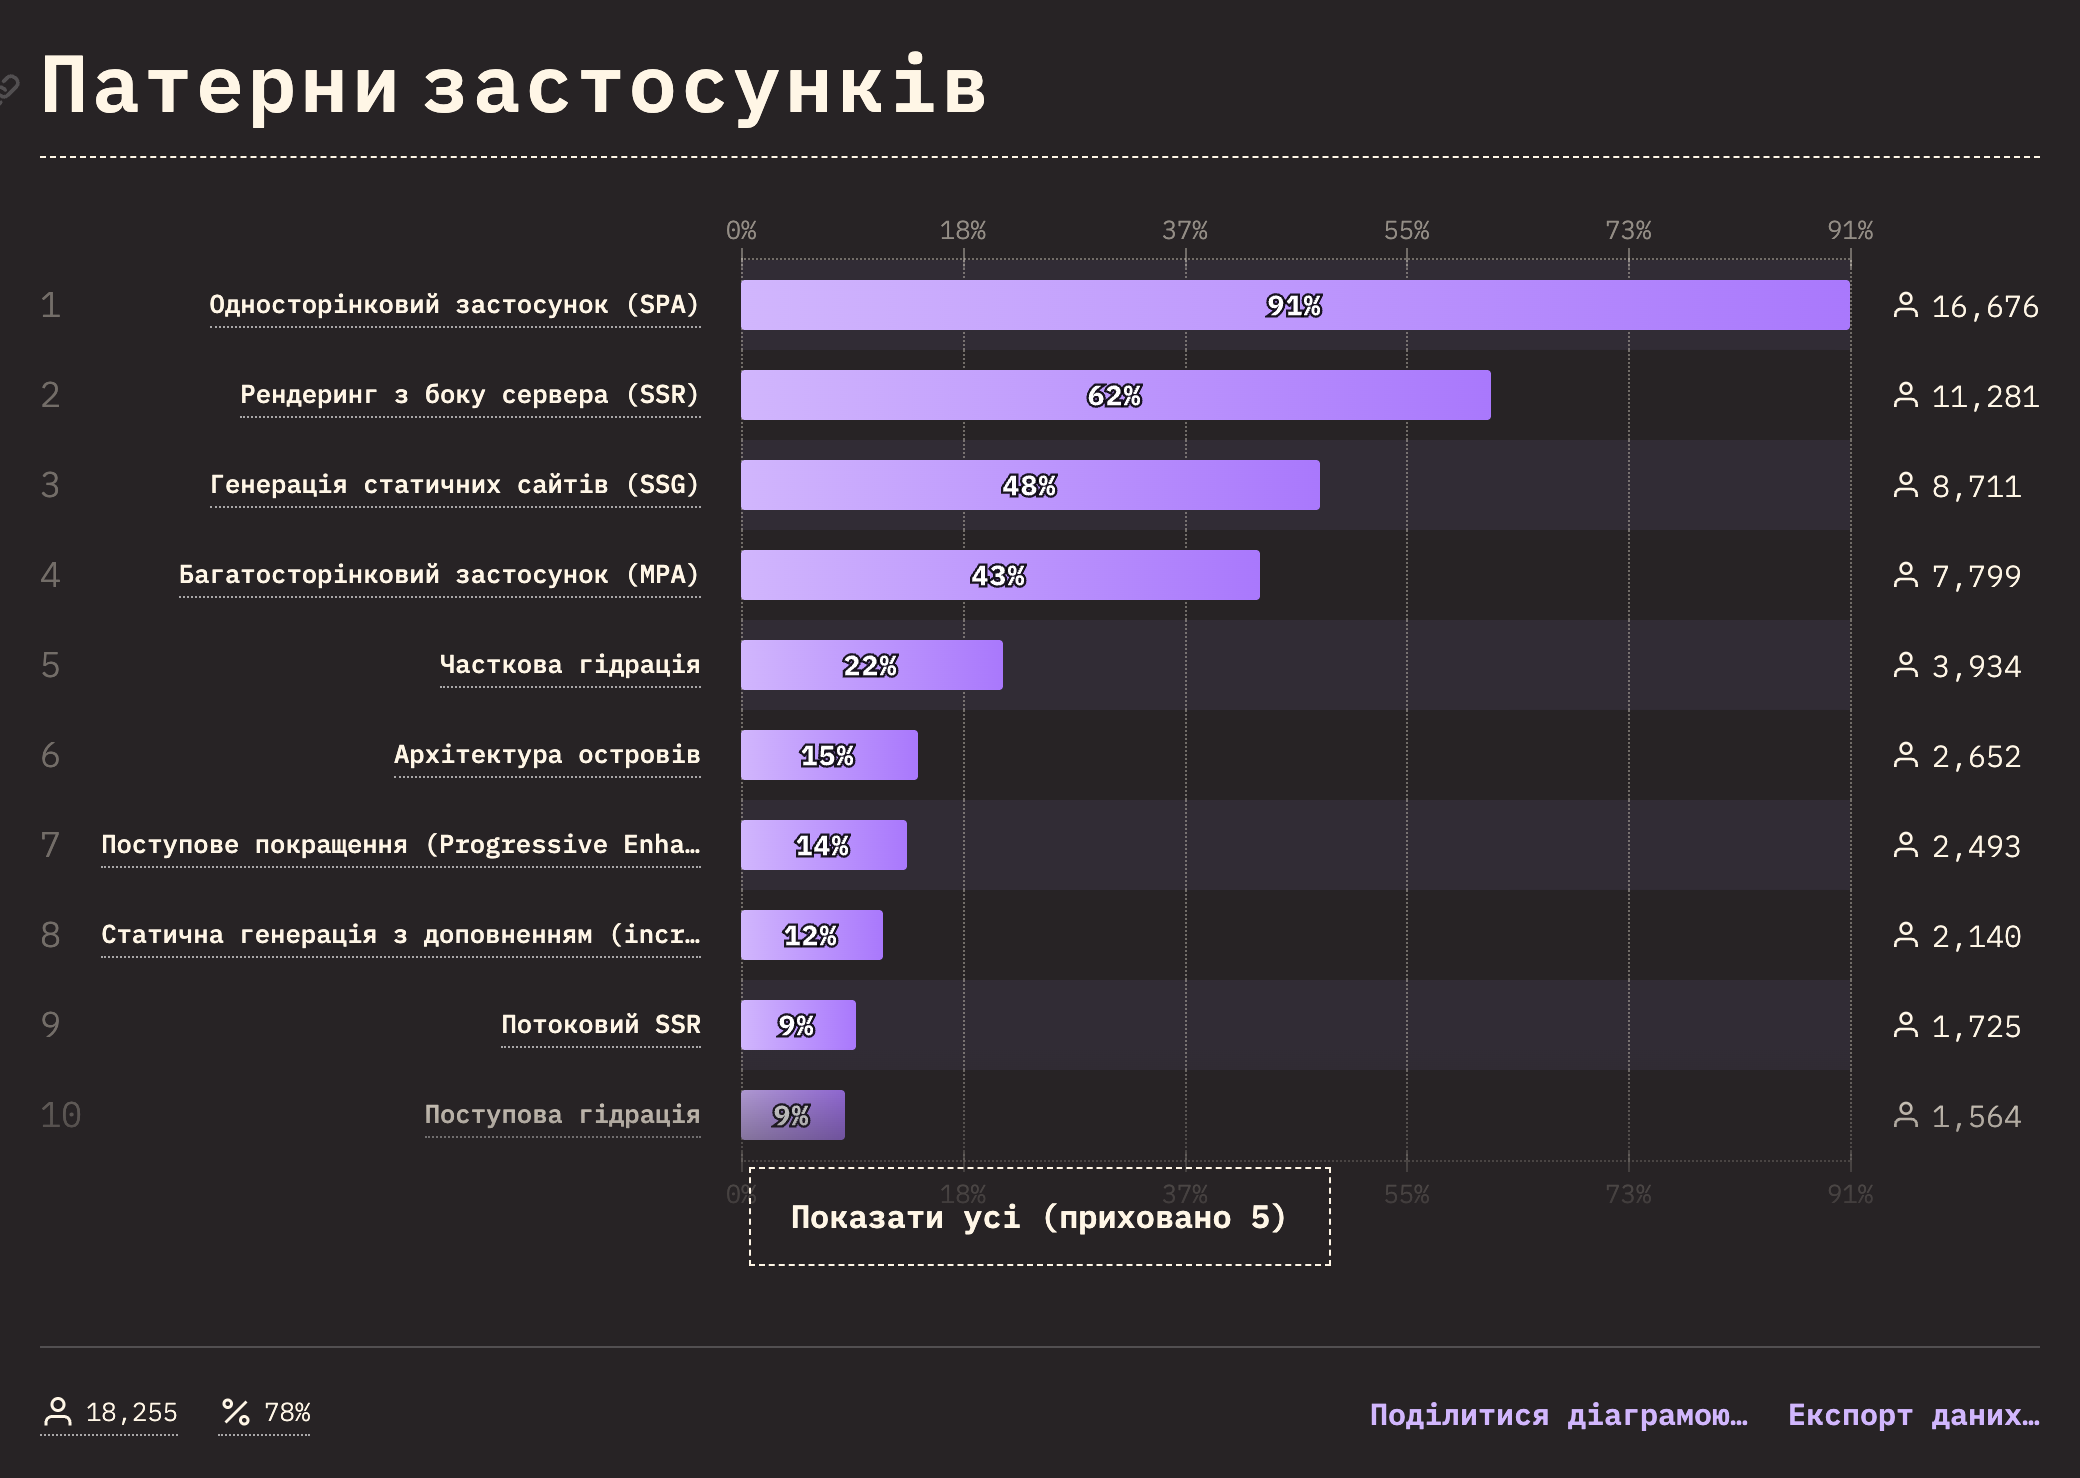 Патерни застосунків
0% 18% 37% 55% 73% 91%
1 Односторінковий застосунок (SPA) 91% 16,676
2 Рендеринг з боку сервера (SSR) 62% 11,281
3 Генерація статичних сайтів (SSG) 48% 8,711
4 Багатосторінковий застосунок (MPA) 43% 7,799
5 Часткова гідрація 22% 3,934
6 Архітектура островів 15% 2,652
7 Поступове покращення (Progressive Enha… 14% 2,493
8 Статична генерація з доповненням (incr… 12% 2,140
9 Потоковий SSR 9% 1,725
10 Поступова гідрація 9% 1,564
0% 18% 37% 55% 73% 91%
Показати усі (приховано 5)
18,255 78% Поділитися діаграмою… Експорт даних…